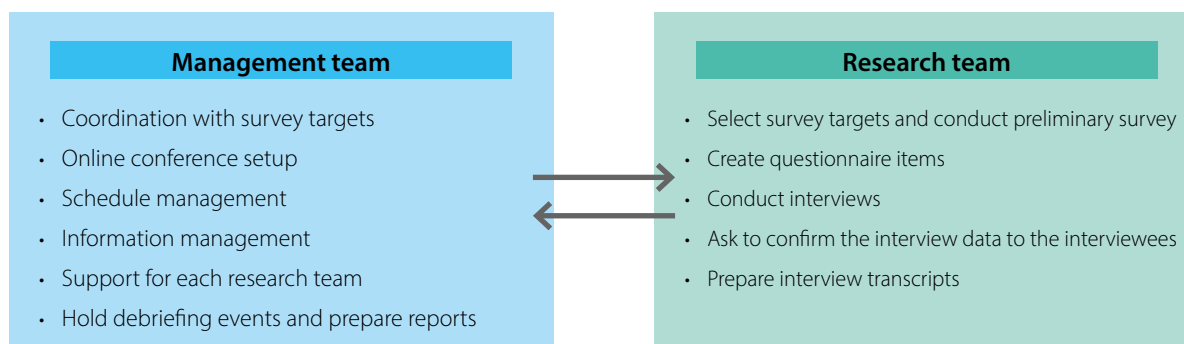 Management team
• Coordination with survey targets
• Online conference setup
• Schedule management
• Information management
• Support for each research team
• Hold debriefing events and prepare reports
Research team
• Select survey targets and conduct preliminary survey
• Create questionnaire items
• Conduct interviews
• Ask to confirm the interview data to the interviewees
• Prepare interview transcripts